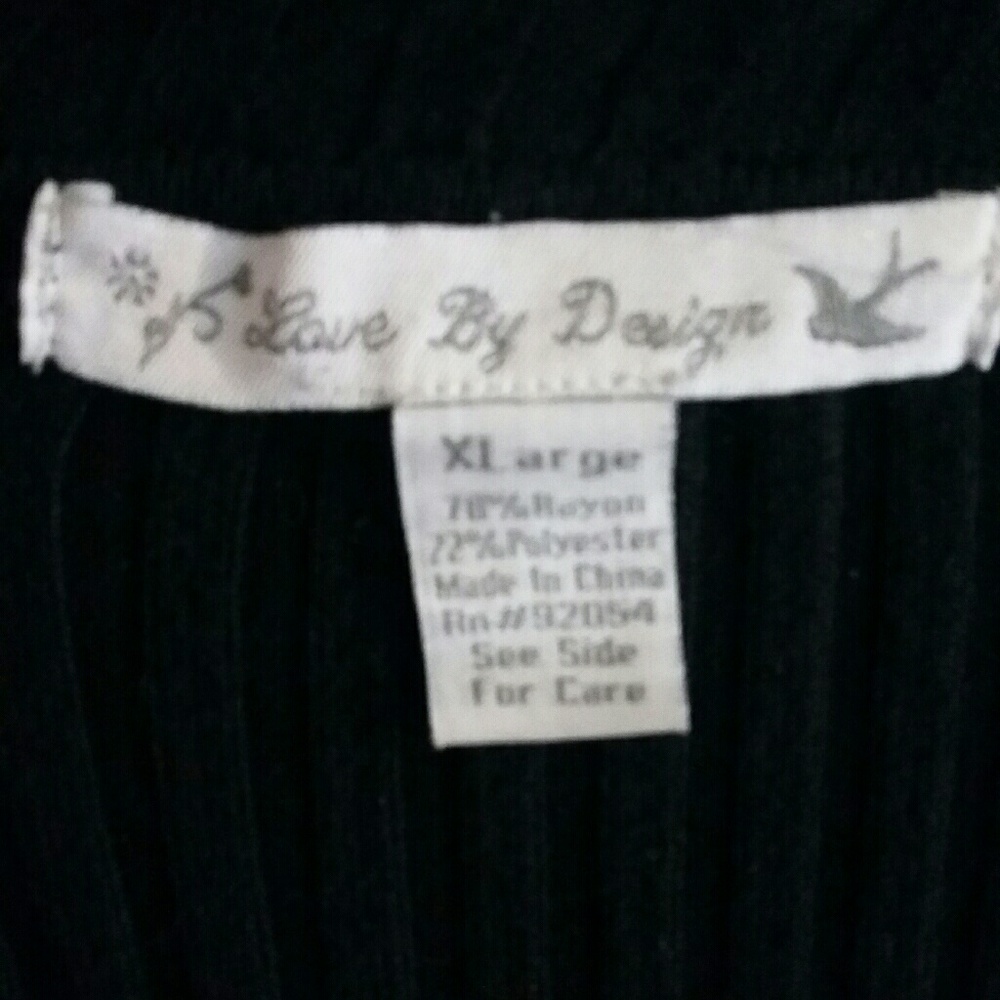 Love By Design
XLarge
78%Rayon
22%Polyester
Made In China
Rn#92054
See Side
For Care